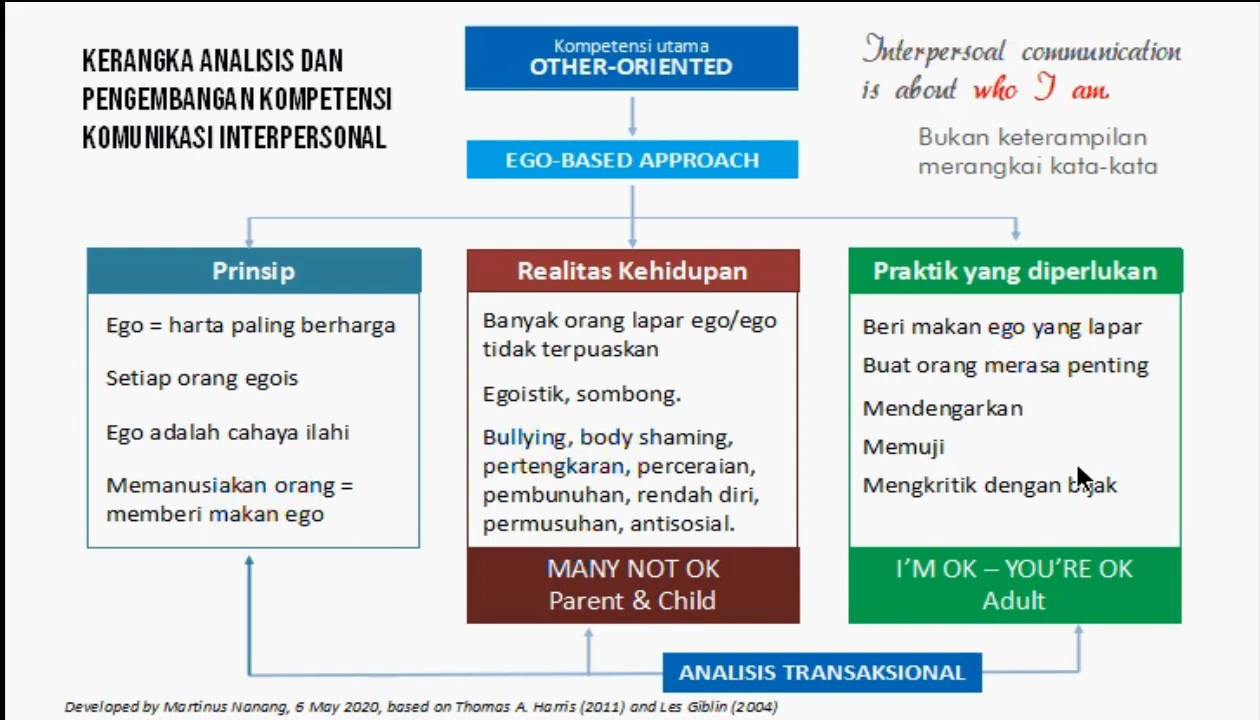 KERANGKA ANALISIS DAN
PENGEMBANGAN KOMPETENSI
KOMUNIKASI INTERPERSONAL
Kompetensi utama
OTHER-ORIENTED
EGO-BASED APPROACH
Interpersoal communication
is about who I am.
Bukan keterampilan
merangkai kata-kata
Prinsip
Ego = harta paling berharga
Setiap orang egois
Ego adalah cahaya ilahi
Memanusiakan orang =
memberi makan ego
Realitas Kehidupan
Banyak orang lapar ego/ego
tidak terpuaskan
Egoistik, sombong.
Bullying, body shaming,
pertengkaran, perceraian,
pembunuhan, rendah diri,
permusuhan, antisosial.
MANY NOT OK
Parent & Child
Praktik yang diperlukan
Beri makan ego yang lapar
Buat orang merasa penting
Mendengarkan
Memuji
Mengkritik dengan bijak
I'M OK – YOU'RE OK
Adult
ANALISIS TRANSAKSIONAL
Developed by Martinus Nanang, 6 May 2020, based on Thomas A. Harris (2011) and Les Giblin (2004)